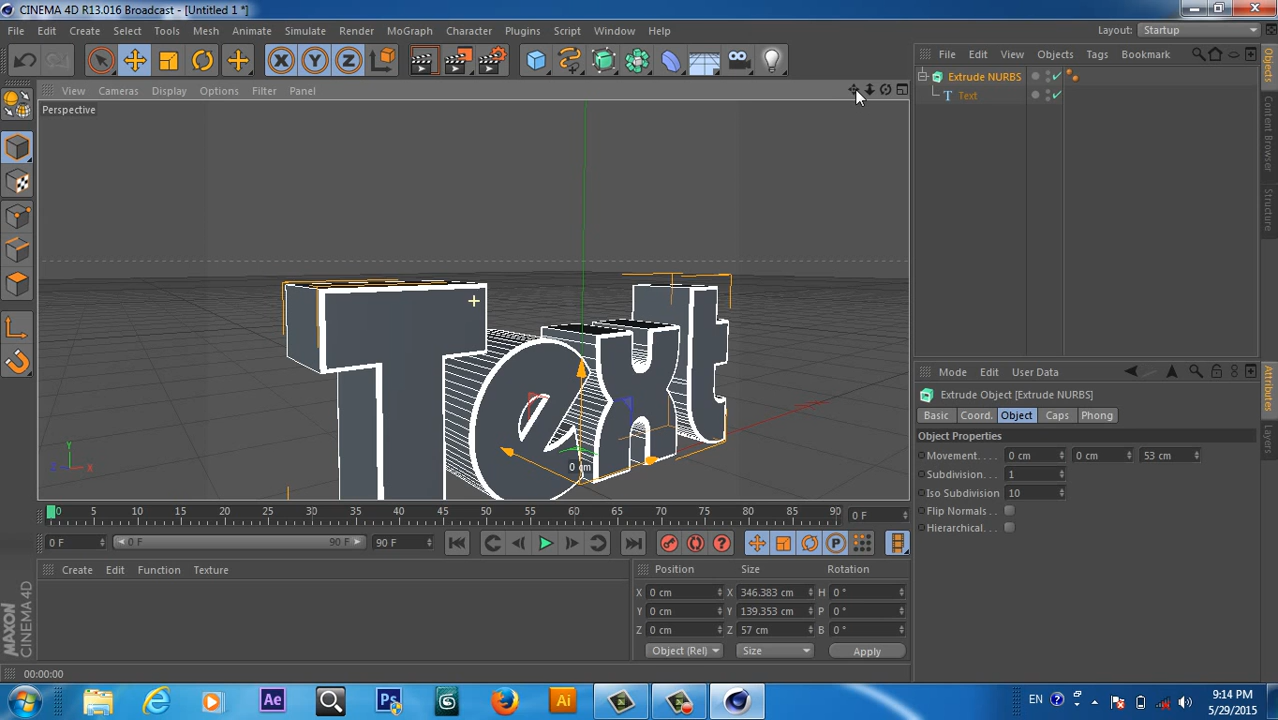 CINEMA 4D R13.016 Broadcast - [Untitled 1 *]
File Edit Create Select Tools Mesh Animate Simulate Render MoGraph Character Plugins Script Window Help Layout: Startup
View Cameras Display Options Filter Panel
Perspective
Text
0 cm
Y
Z X
File Edit View Objects Tags Bookmark
Extrude NURBS
Text
Objects
Structure
Mode Edit User Data
Extrude Object [Extrude NURBS]
Basic Coord. Object Caps Phong
Object Properties
Movement. . . . 0 cm 0 cm 53 cm
Subdivision. . . 1
Iso Subdivision 10
Flip Normals .
Hierarchical. . .
Attributes
Layers
0 5 10 15 20 25 30 35 40 45 50 55 60 65 70 75 80 85 90 0 F
0 F 0 F 90 F 90 F
Create Edit Function Texture
Position Size Rotation
X 0 cm X 346.383 cm H 0 °
Y 0 cm Y 139.353 cm P 0 °
Z 0 cm Z 57 cm B 0 °
Object (Rel) Size Apply
MAXON CINEMA 4D
00:00:00
Ae Ps Ai EN 9:14 PM
5/29/2015